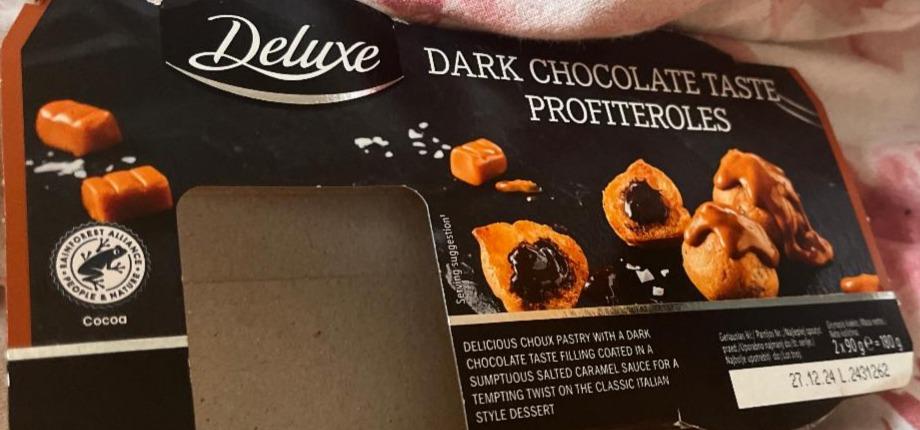 Deluxe
DARK CHOCOLATE TASTE
PROFITEROLES
RAINFOREST ALLIANCE
PEOPLE & NATURE
Cocoa
Serving suggestion
DELICIOUS CHOUX PASTRY WITH A DARK
CHOCOLATE TASTE FILLING COATED IN A
SUMPTUOUS SALTED CARAMEL SAUCE FOR A
TEMPTING TWIST ON THE CLASSIC ITALIAN
STYLE DESSERT
2 x 90 g ℮ = 180 g
27.12.24 L.2431262